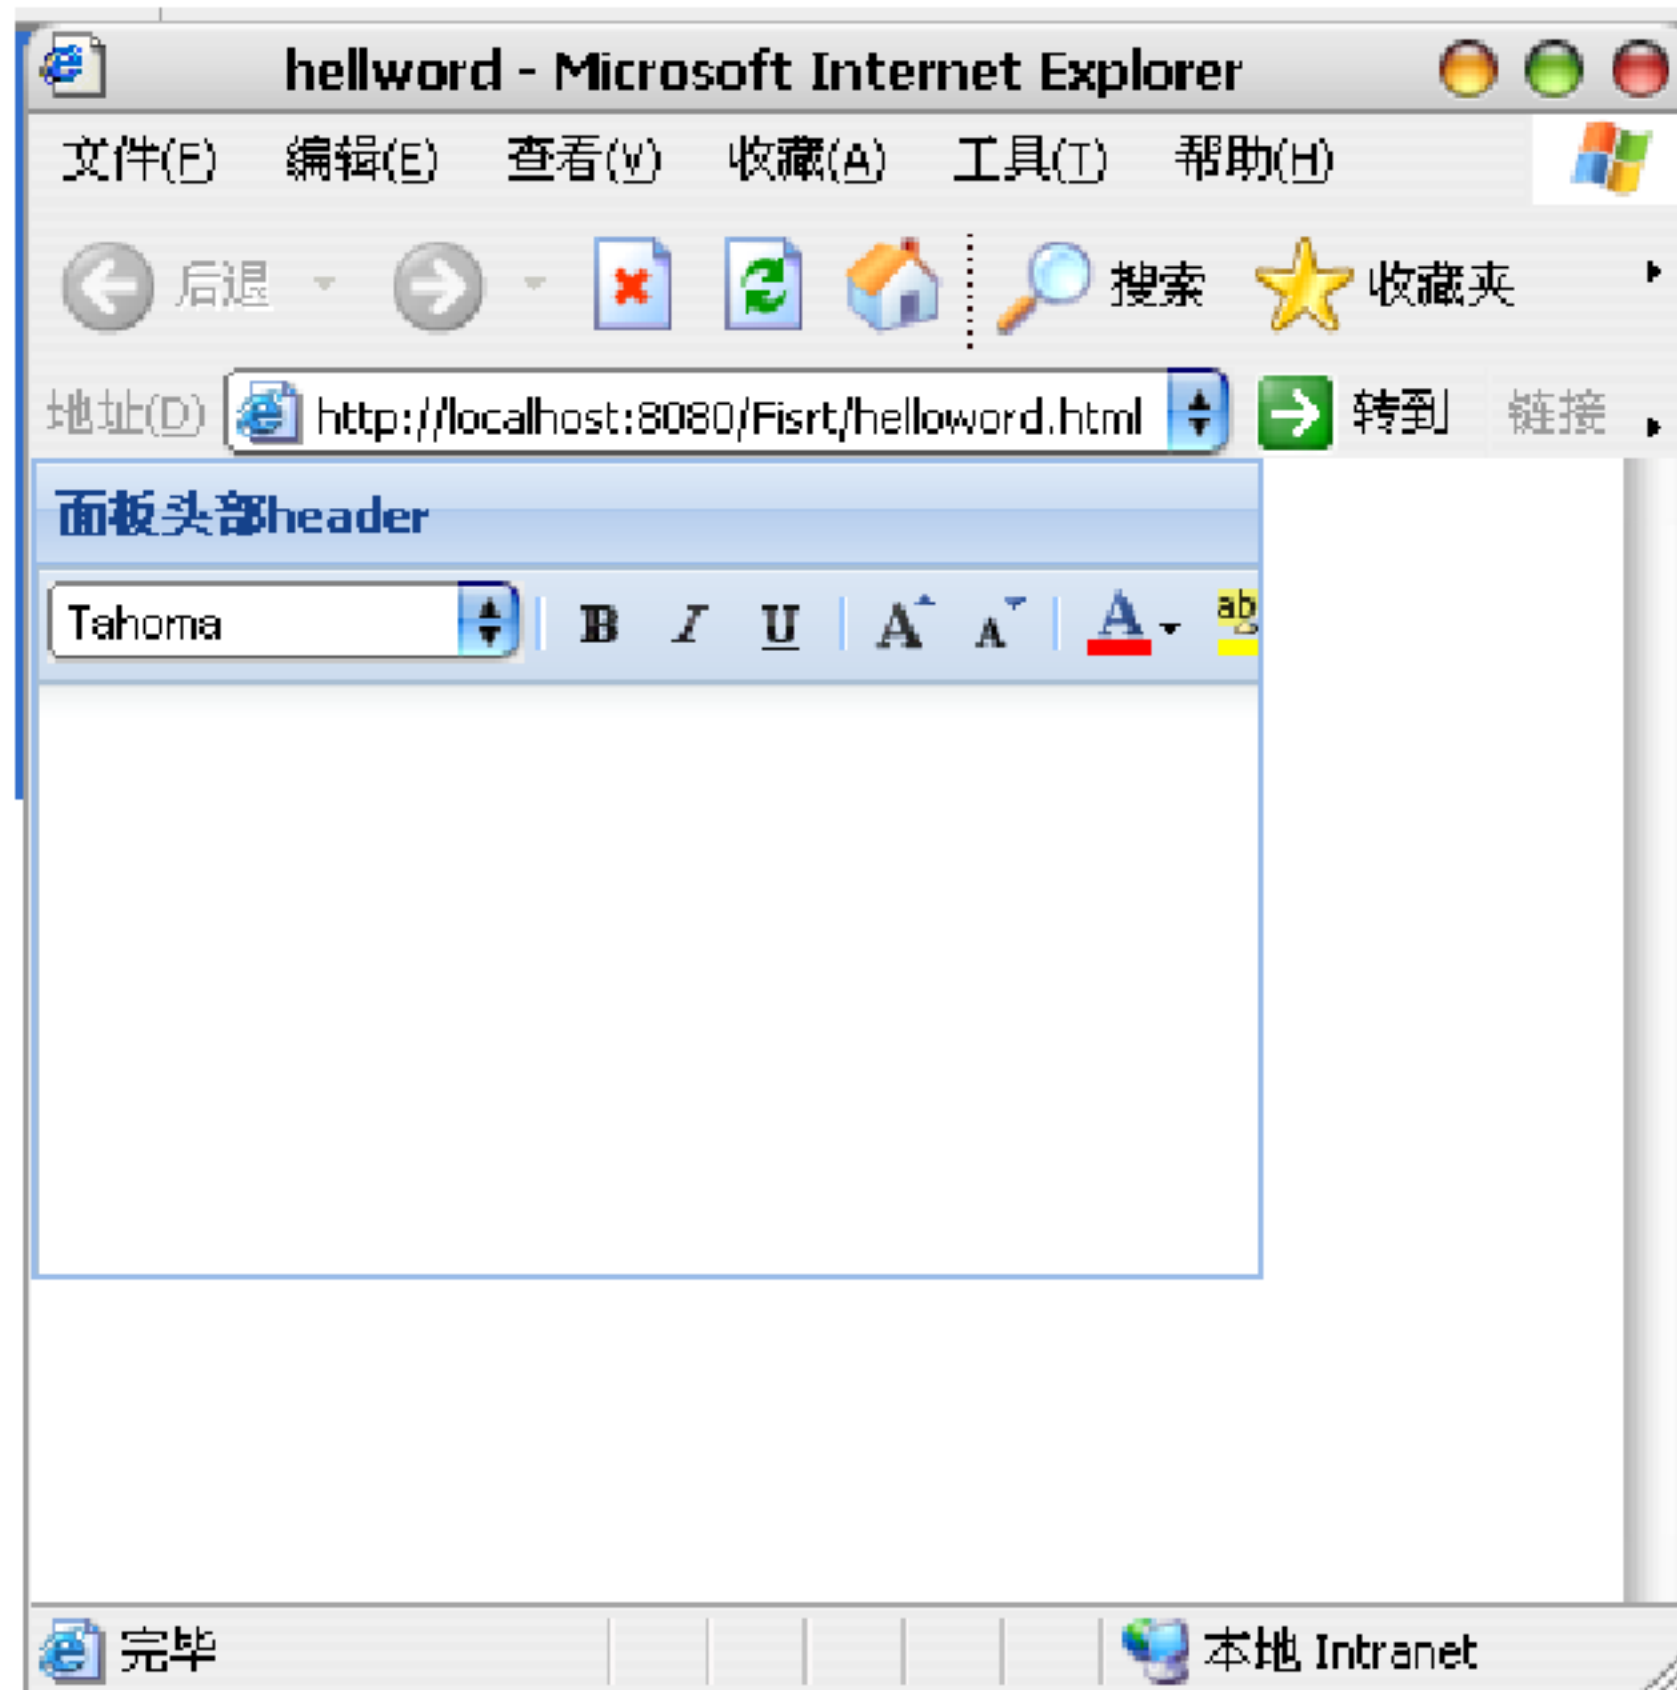 hellword - Microsoft Internet Explorer
文件(F) 编辑(E) 查看(V) 收藏(A) 工具(T) 帮助(H)
后退 搜索 收藏夹
地址(D) http://localhost:8080/Fisrt/helloword.html 转到 链接
面板头部header
Tahoma B I U A A A ab
完毕 本地 Intranet